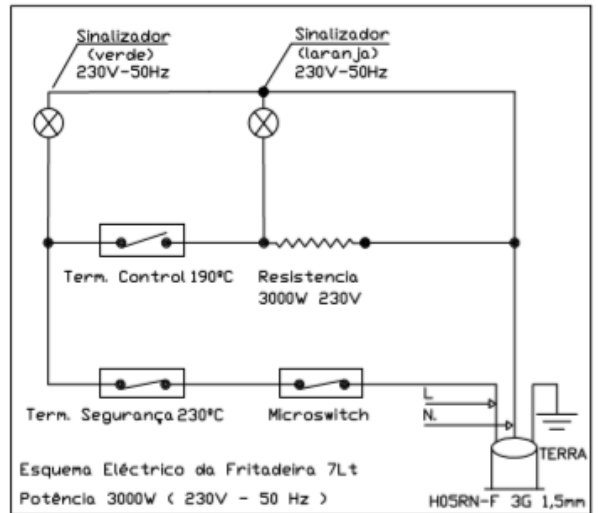 Sinalizador
(verde)
230V-50Hz
Sinalizador
(laranja)
230V-50Hz
Term. Control 190ºC
Resistencia
3000W 230V
Term. Segurança 230ºC
Microswitch
L
N.
TERRA
Esquema Eléctrico da Fritadeira 7Lt
Potência 3000W ( 230V - 50 Hz )
H05RN-F 3G 1,5mm